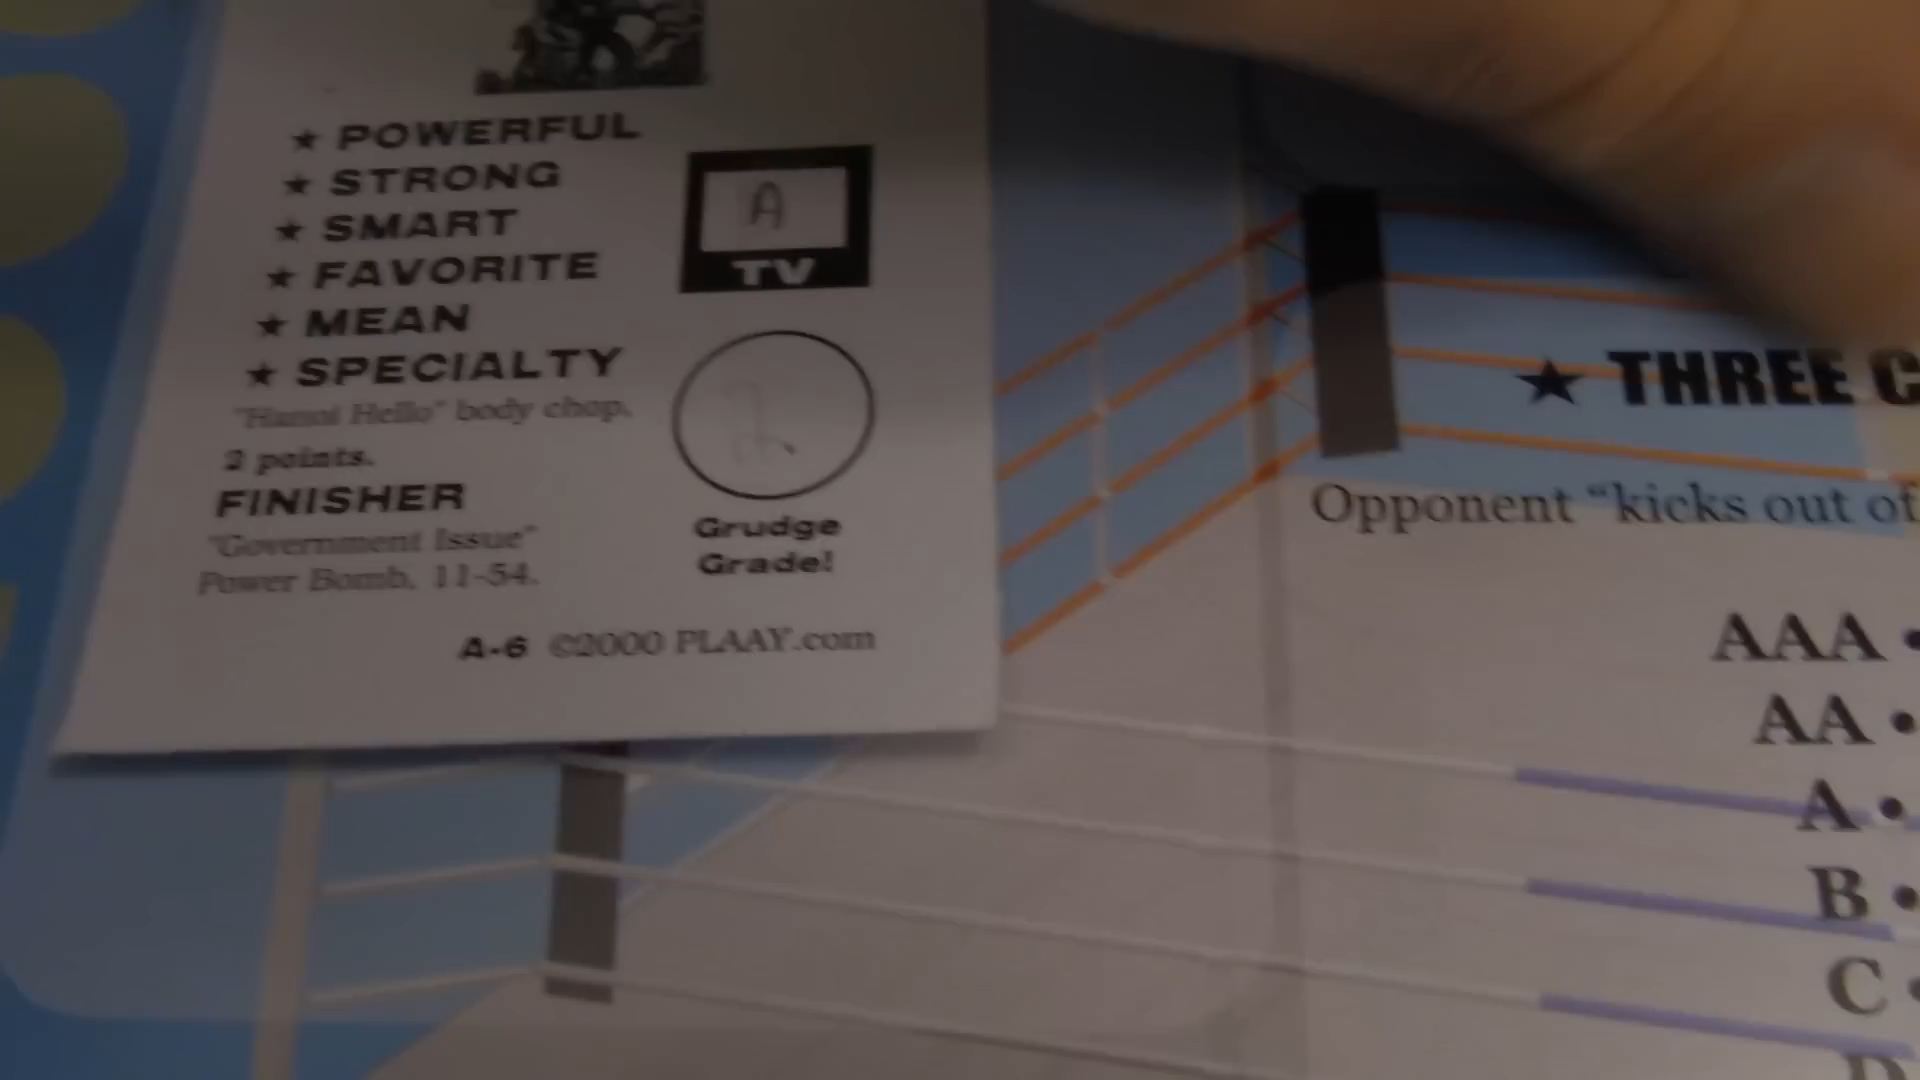 ★ POWERFUL
★ STRONG
★ SMART
★ FAVORITE
★ MEAN
★ SPECIALTY
"Hanoi Hello" body chop,
2 points.
FINISHER
"Government Issue"
Power Bomb. 11-54.
A
TV
2
Grudge
Grade!
A-6 ©2000 PLAAY.com
★ THREE C
Opponent “kicks out of
AAA •
AA •
A •
B •
C •
D